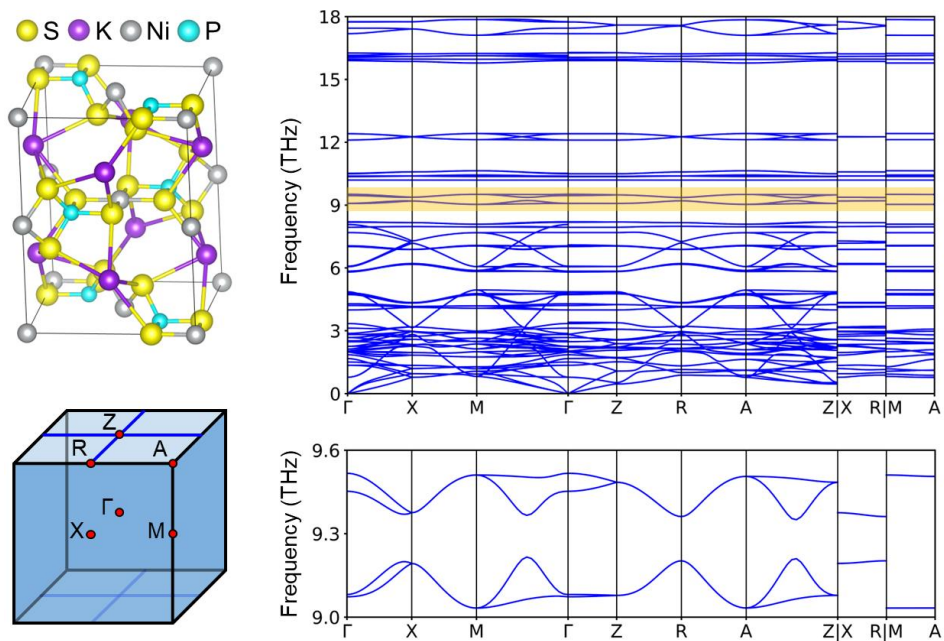 S K Ni P
Frequency (THz)
18
15
12
9
6
3
0
Γ X M Γ Z R A Z|X R|M A
Z
R A
Γ
X M
Frequency (THz)
9.6
9.3
9.0
Γ X M Γ Z R A Z|X R|M A